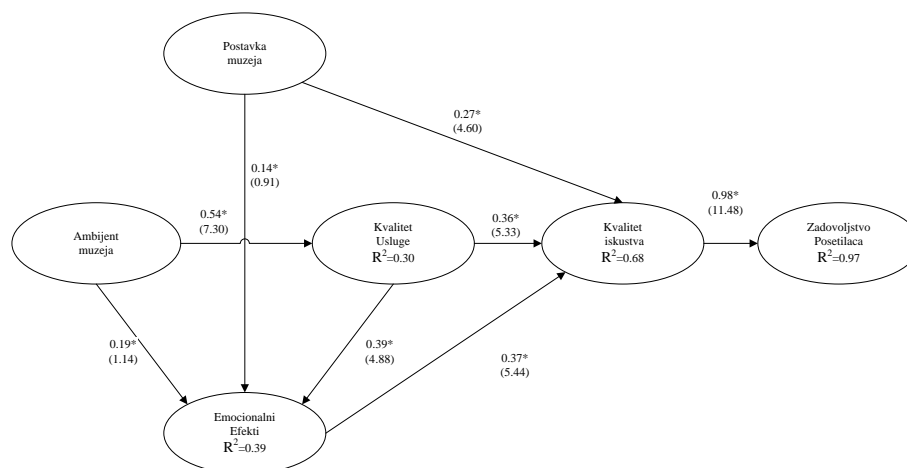 Postavka
muzeja
0.27*
(4.60)
0.14*
(0.91)
0.54*
(7.30)
0.36*
(5.33)
0.98*
(11.48)
Ambijent
muzeja
Kvalitet
Usluge
R²=0.30
Kvalitet
iskustva
R²=0.68
Zadovoljstvo
Posetilaca
R²=0.97
0.19*
(1.14)
0.39*
(4.88)
0.37*
(5.44)
Emocionalni
Efekti
R²=0.39